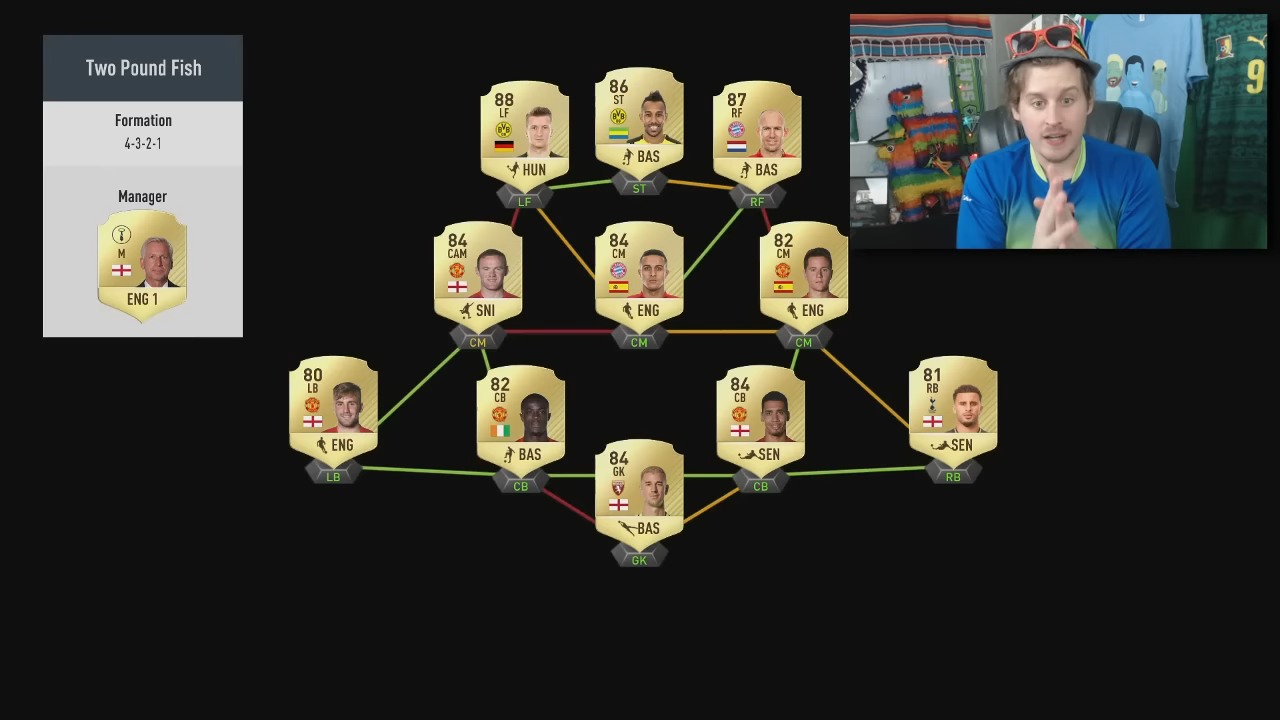 Two Pound Fish
Formation
4-3-2-1
Manager
M
ENG 1
88
LF
HUN
LF
86
ST
BAS
ST
87
RF
BAS
RF
84
CAM
SNI
CM
84
CM
ENG
CM
82
CM
ENG
CM
80
LB
ENG
LB
82
CB
BAS
CB
84
CB
SEN
CB
81
RB
SEN
RB
84
GK
BAS
GK
9